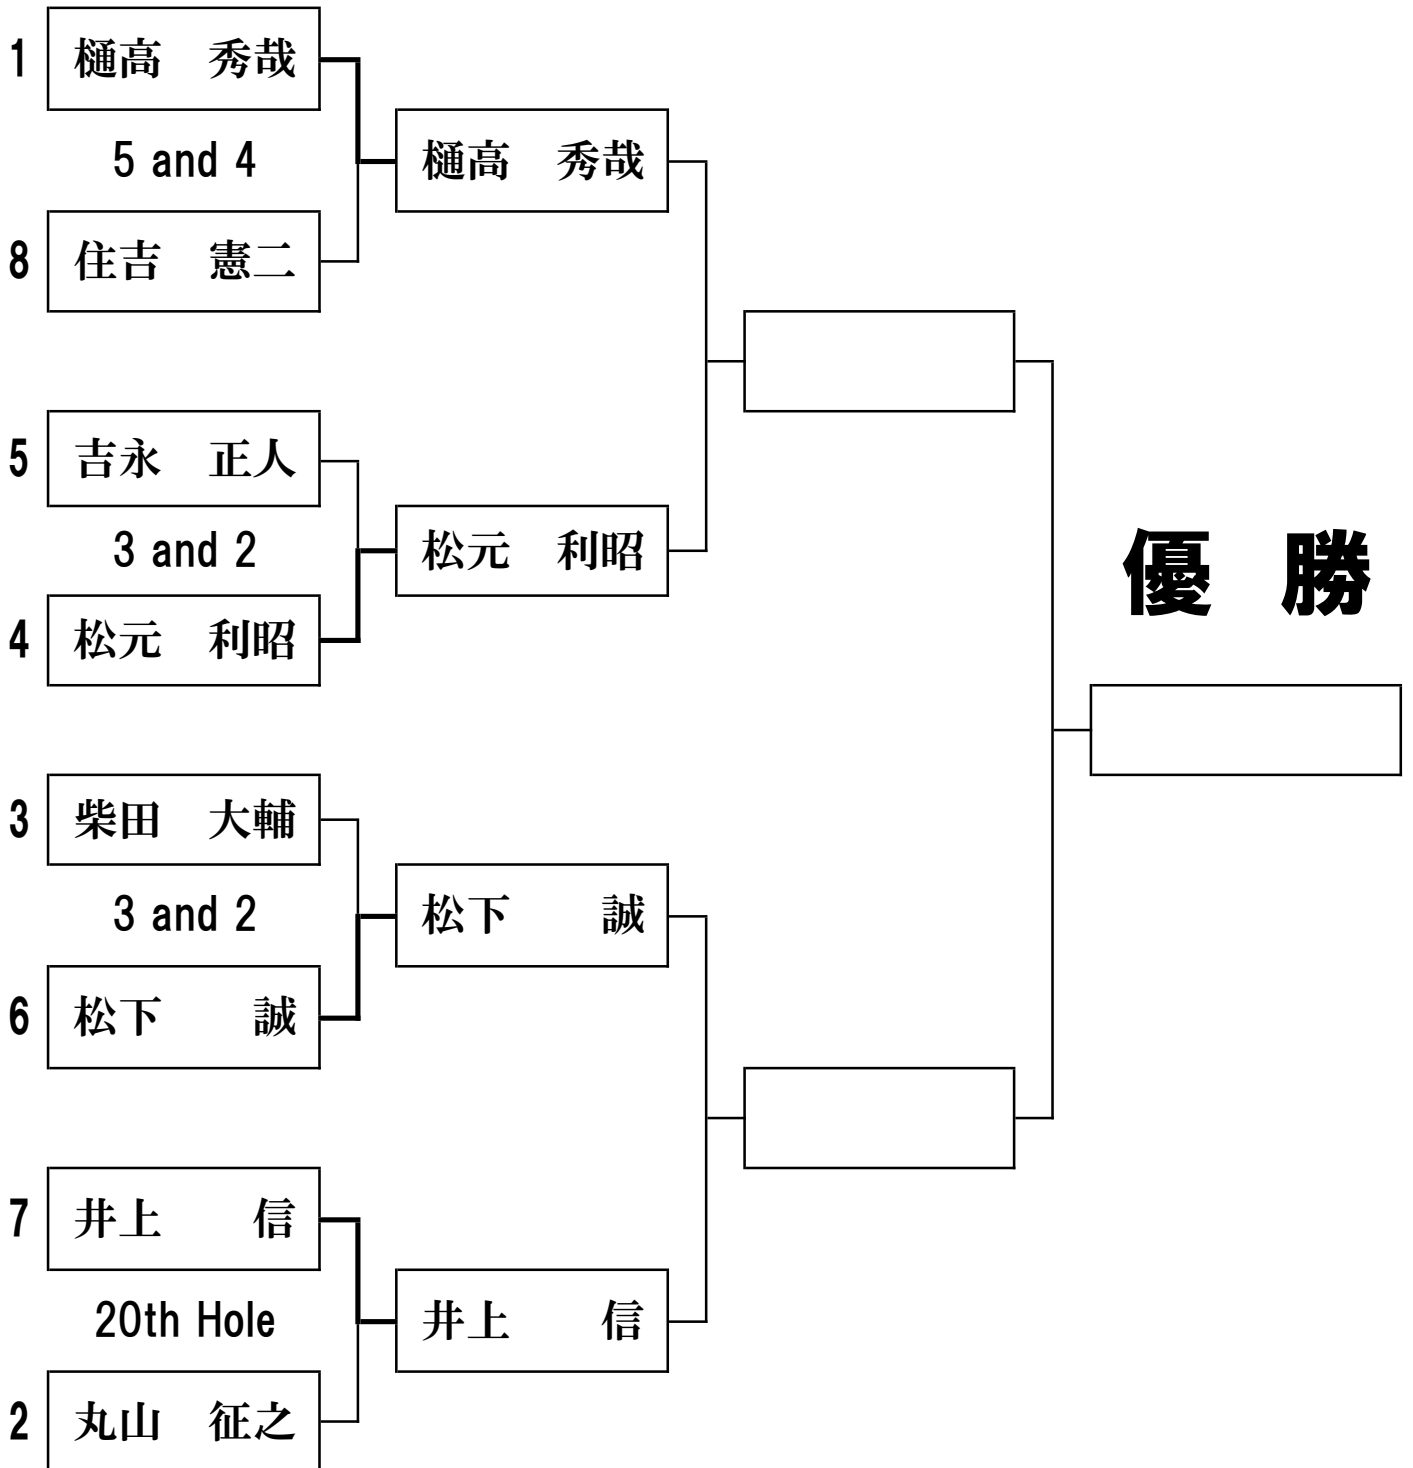 1 樋高 秀哉
5 and 4
樋高 秀哉
8 住吉 憲二
5 吉永 正人
3 and 2
松元 利昭
4 松元 利昭
優 勝
3 柴田 大輔
3 and 2
松下 誠
6 松下 誠
7 井上 信
20th Hole
井上 信
2 丸山 征之